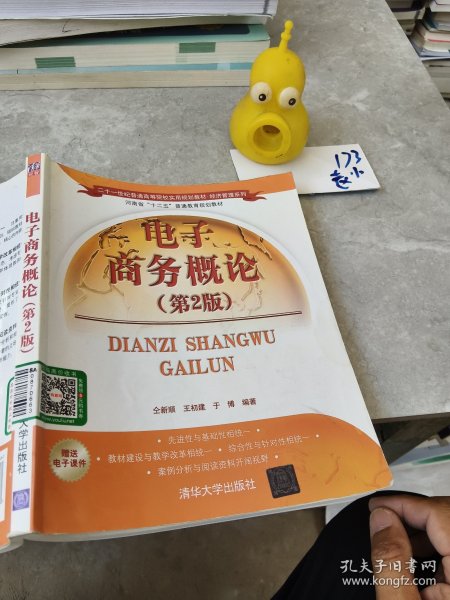 173
二十一世纪普通高等院校实用规划教材 经济管理系列
河南省“十二五”普通教育规划教材
电子
商务概论
(第2版)
DIANZI SHANGWU
GAILUN
仝新顺 王初建 于博 编著
先进性与基础性相统一
教材建设与教学改革相统一 综合性与针对性相统一
案例分析与阅读资料开阔视野
清华大学出版社
电子商务概论(第2版)
赠送
电子课件
大学出版社
孔夫子旧书网
www.kongfz.com